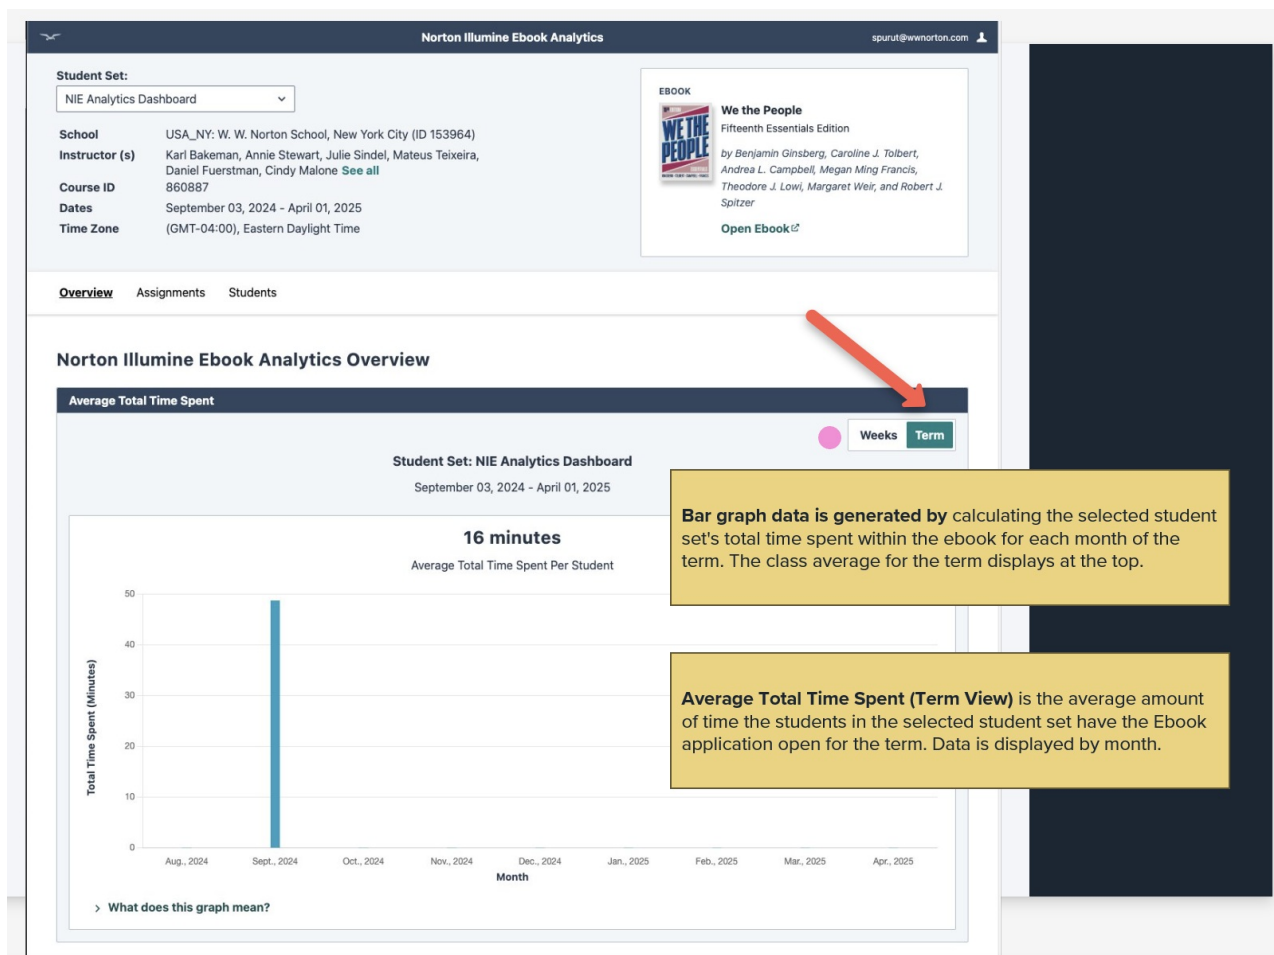 Norton Illumine Ebook Analytics
spurut@wwnorton.com
Student Set:
NIE Analytics Dashboard
School USA_NY: W. W. Norton School, New York City (ID 153964)
Instructor (s) Karl Bakeman, Annie Stewart, Julie Sindel, Mateus Teixeira,
Daniel Fuerstman, Cindy Malone See all
Course ID 860887
Dates September 03, 2024 - April 01, 2025
Time Zone (GMT-04:00), Eastern Daylight Time
EBOOK
WE THE
PEOPLE
We the People
Fifteenth Essentials Edition
by Benjamin Ginsberg, Caroline J. Tolbert,
Andrea L. Campbell, Megan Ming Francis,
Theodore J. Lowi, Margaret Weir, and Robert J.
Spitzer
Open Ebook
Overview Assignments Students
Norton Illumine Ebook Analytics Overview
Average Total Time Spent
Weeks Term
Student Set: NIE Analytics Dashboard
September 03, 2024 - April 01, 2025
16 minutes
Average Total Time Spent Per Student
Bar graph data is generated by calculating the selected student
set's total time spent within the ebook for each month of the
term. The class average for the term displays at the top.
Average Total Time Spent (Term View) is the average amount
of time the students in the selected student set have the Ebook
application open for the term. Data is displayed by month.
Total Time Spent (Minutes)
50
40
30
20
10
0
Aug., 2024 Sept., 2024 Oct., 2024 Nov., 2024 Dec., 2024 Jan., 2025 Feb., 2025 Mar., 2025 Apr., 2025
Month
What does this graph mean?